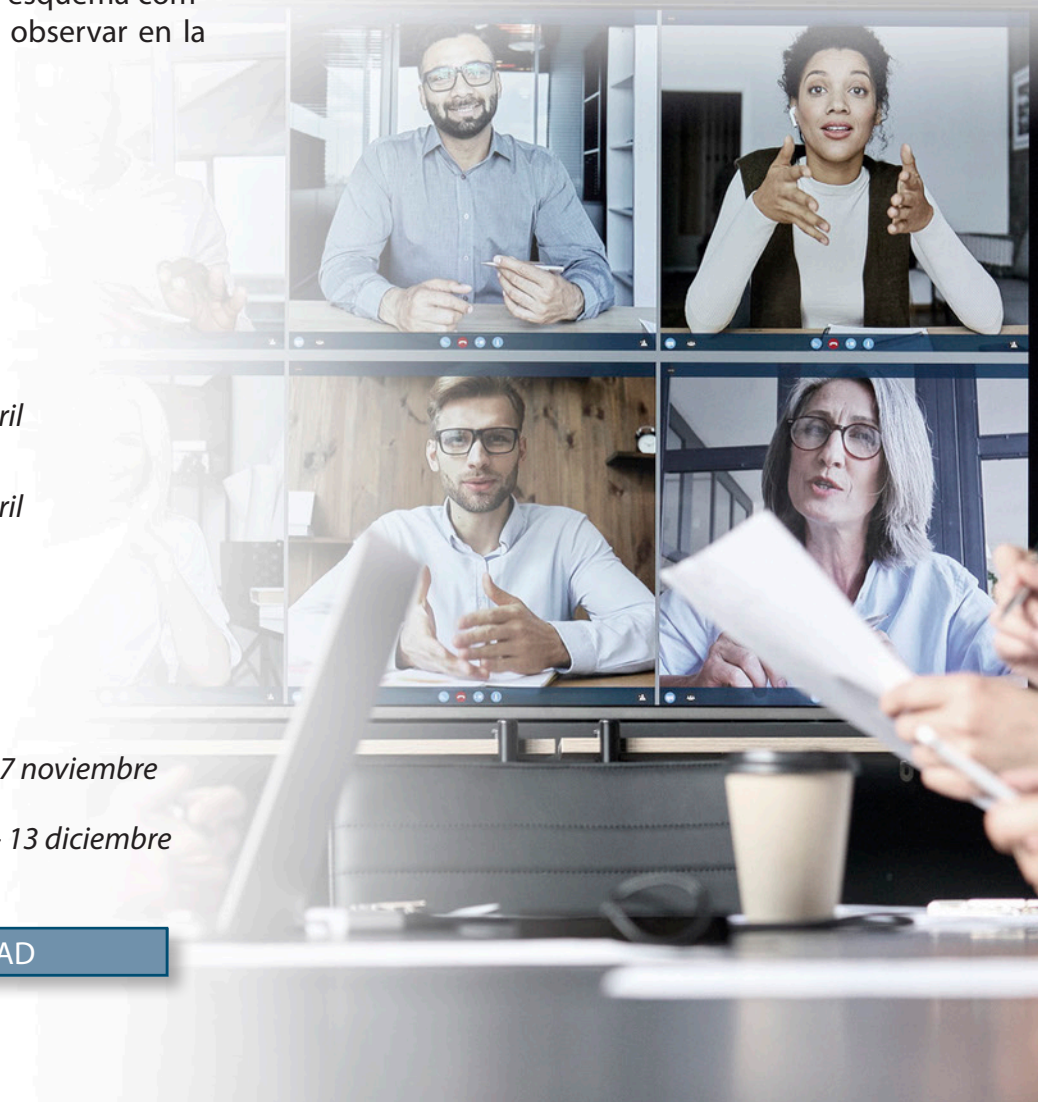 esquema com-
observar en la
ril
ril
7 noviembre
13 diciembre
AD